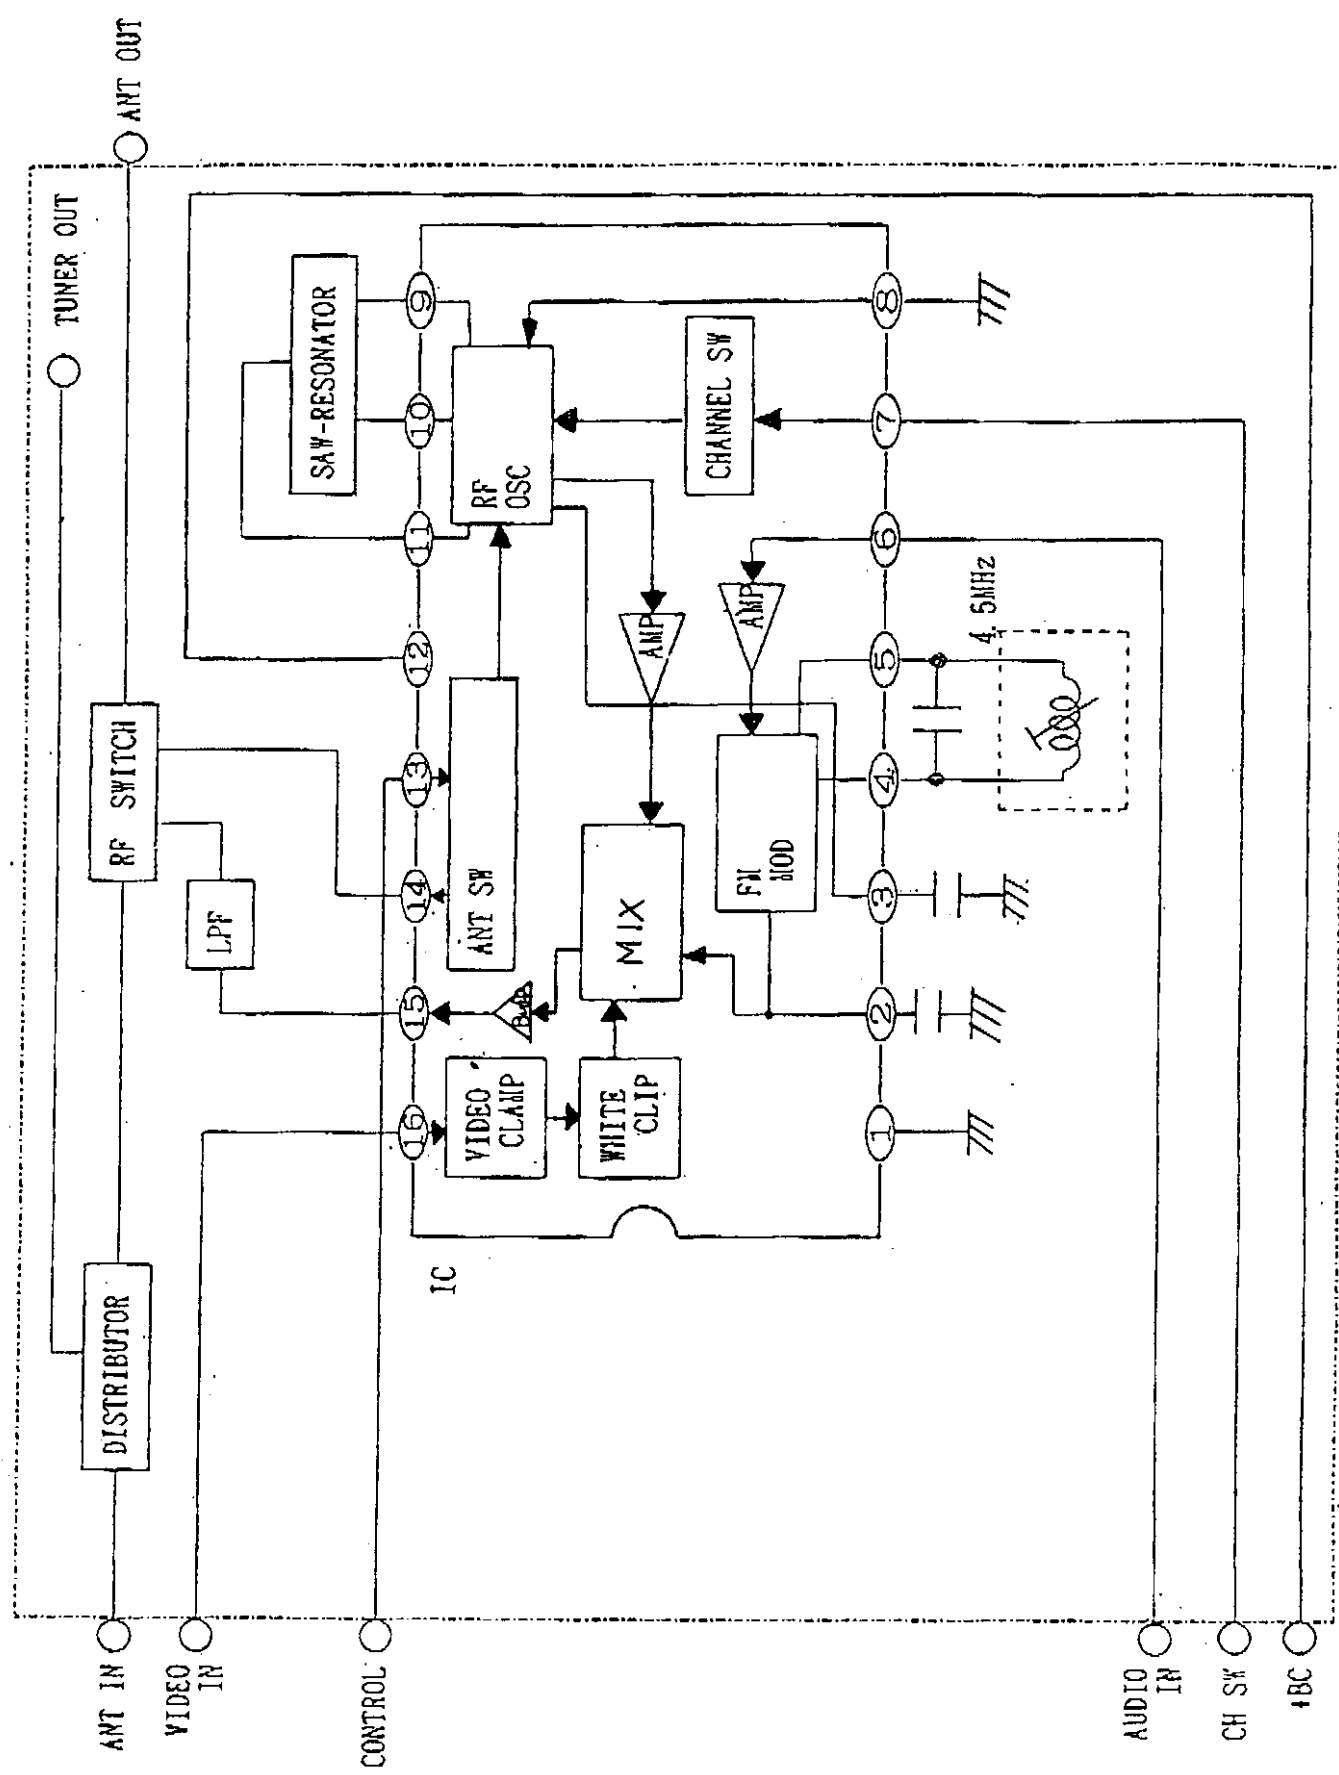 ANT IN
VIDEO
IN
CONTROL
AUDIO
IN
CH SW
+BC
DISTRIBUTOR
RF SWITCH
LPF
TUNER OUT
ANT OUT
IC
16
15
14
13
12
11
10
9
SAW-RESONATOR
VIDEO
CLAMP
WHITE
CLIP
BUF
ANT SW
MIX
RF
OSC
AMP
AMP
FM
MOD
CHANNEL SW
1
2
3
4
5
6
7
8
4. 5MHz